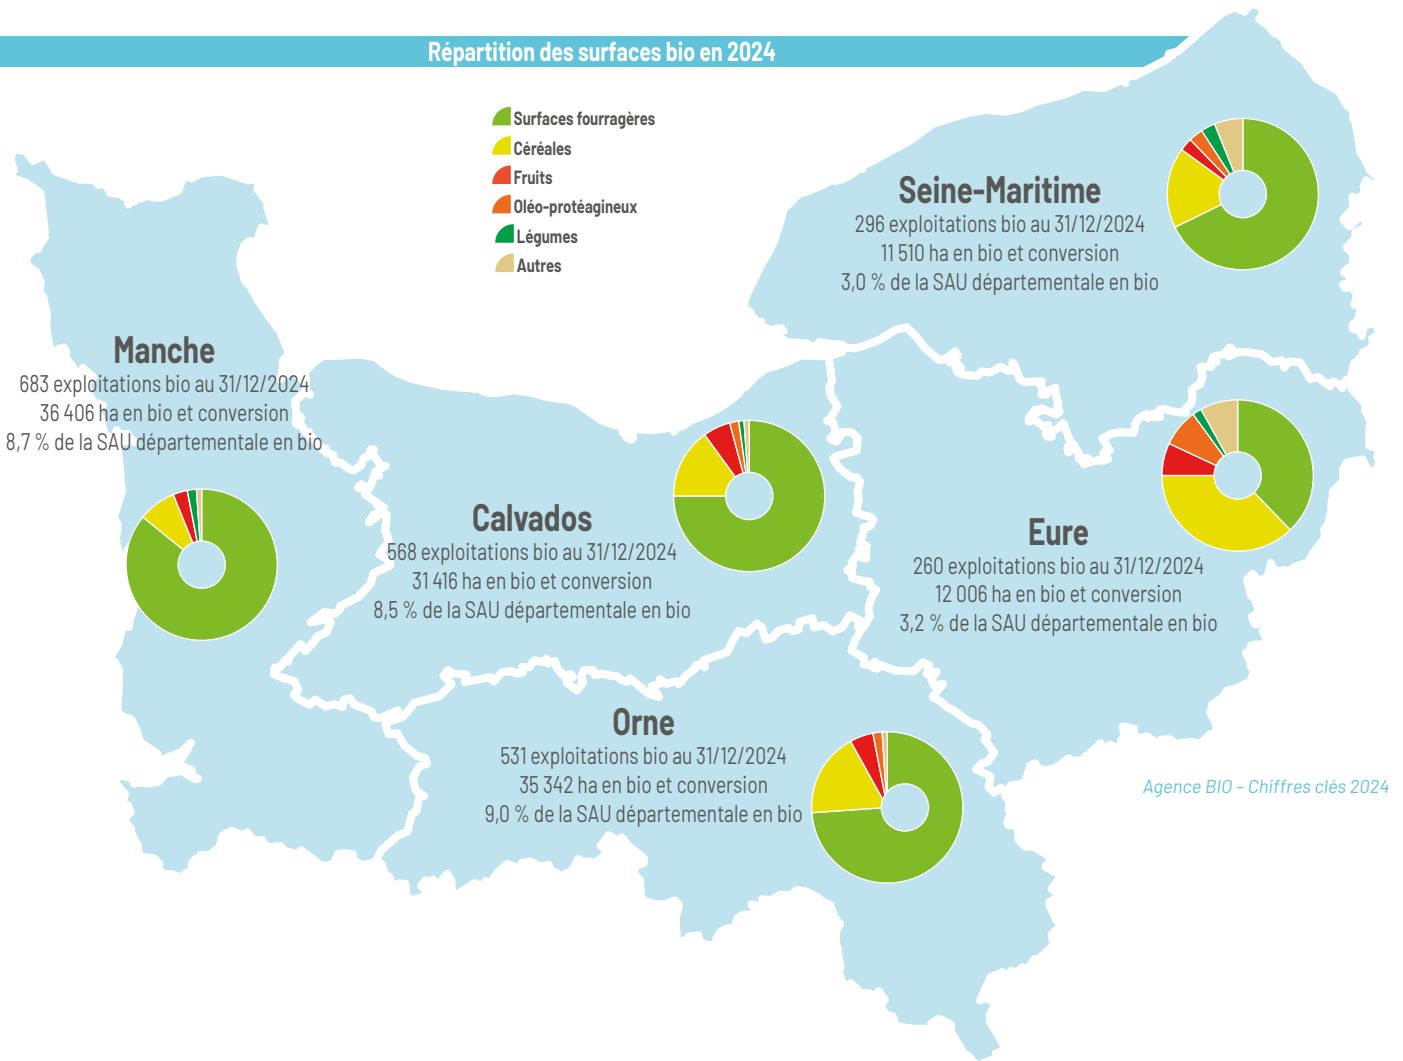 Répartition des surfaces bio en 2024
Surfaces fourragères
Céréales
Fruits
Oléo-protéagineux
Légumes
Autres
Seine-Maritime
296 exploitations bio au 31/12/2024
11 510 ha en bio et conversion
3,0 % de la SAU départementale en bio
Manche
683 exploitations bio au 31/12/2024
36 406 ha en bio et conversion
8,7 % de la SAU départementale en bio
Calvados
568 exploitations bio au 31/12/2024
31 416 ha en bio et conversion
8,5 % de la SAU départementale en bio
Eure
260 exploitations bio au 31/12/2024
12 006 ha en bio et conversion
3,2 % de la SAU départementale en bio
Orne
531 exploitations bio au 31/12/2024
35 342 ha en bio et conversion
9,0 % de la SAU départementale en bio
Agence BIO – Chiffres clés 2024